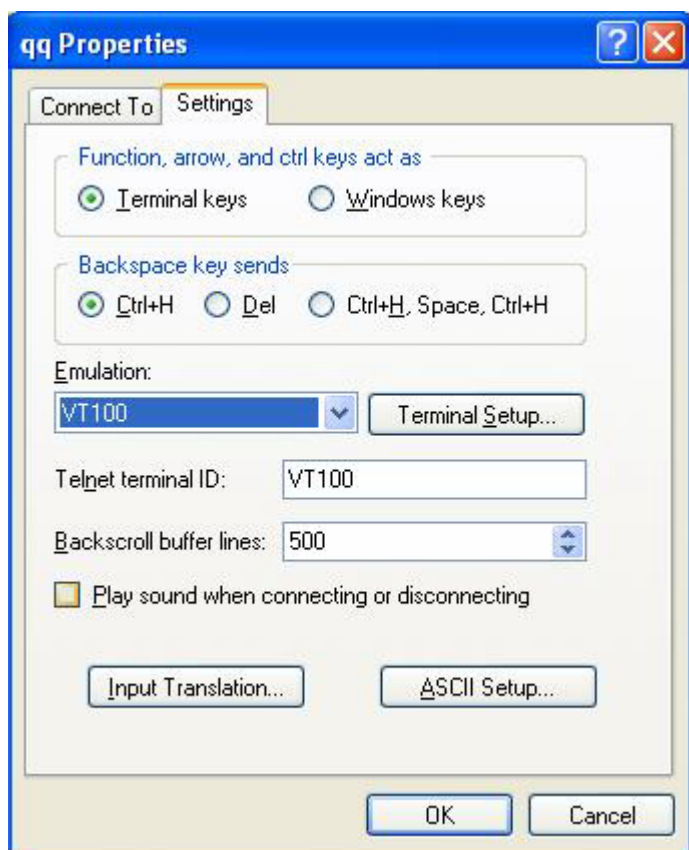 qq Properties
Connect To Settings
Function, arrow, and ctrl keys act as
Terminal keys Windows keys
Backspace key sends
Ctrl+H Del Ctrl+H, Space, Ctrl+H
Emulation:
VT100 Terminal Setup...
Telnet terminal ID: VT100
Backscroll buffer lines: 500
Play sound when connecting or disconnecting
Input Translation... ASCII Setup...
OK Cancel